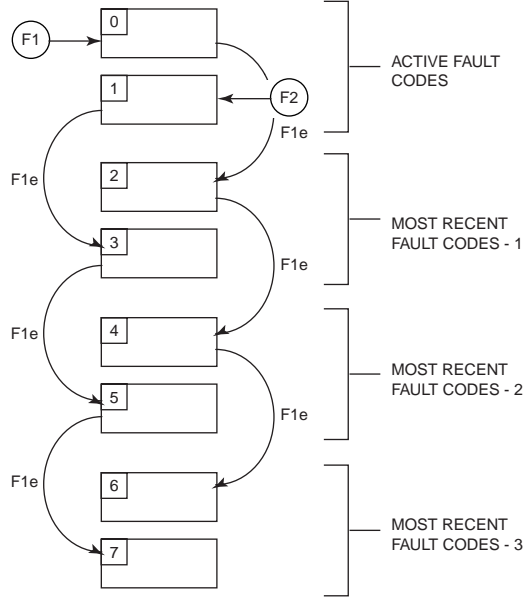 F1
0
ACTIVE FAULT
CODES
1
F2
F1e
F1e
2
MOST RECENT
FAULT CODES - 1
3
F1e
F1e
4
MOST RECENT
FAULT CODES - 2
5
F1e
F1e
6
MOST RECENT
FAULT CODES - 3
7